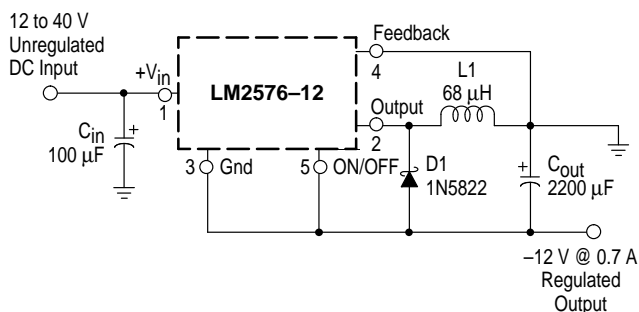 12 to 40 V
Unregulated
DC Input
+Vin
1
Cin
100 µF
+
LM2576–12
Feedback
4
Output
2
3
Gnd
5
ON/OFF
L1
68 µH
D1
1N5822
+
Cout
2200 µF
–12 V @ 0.7 A
Regulated
Output